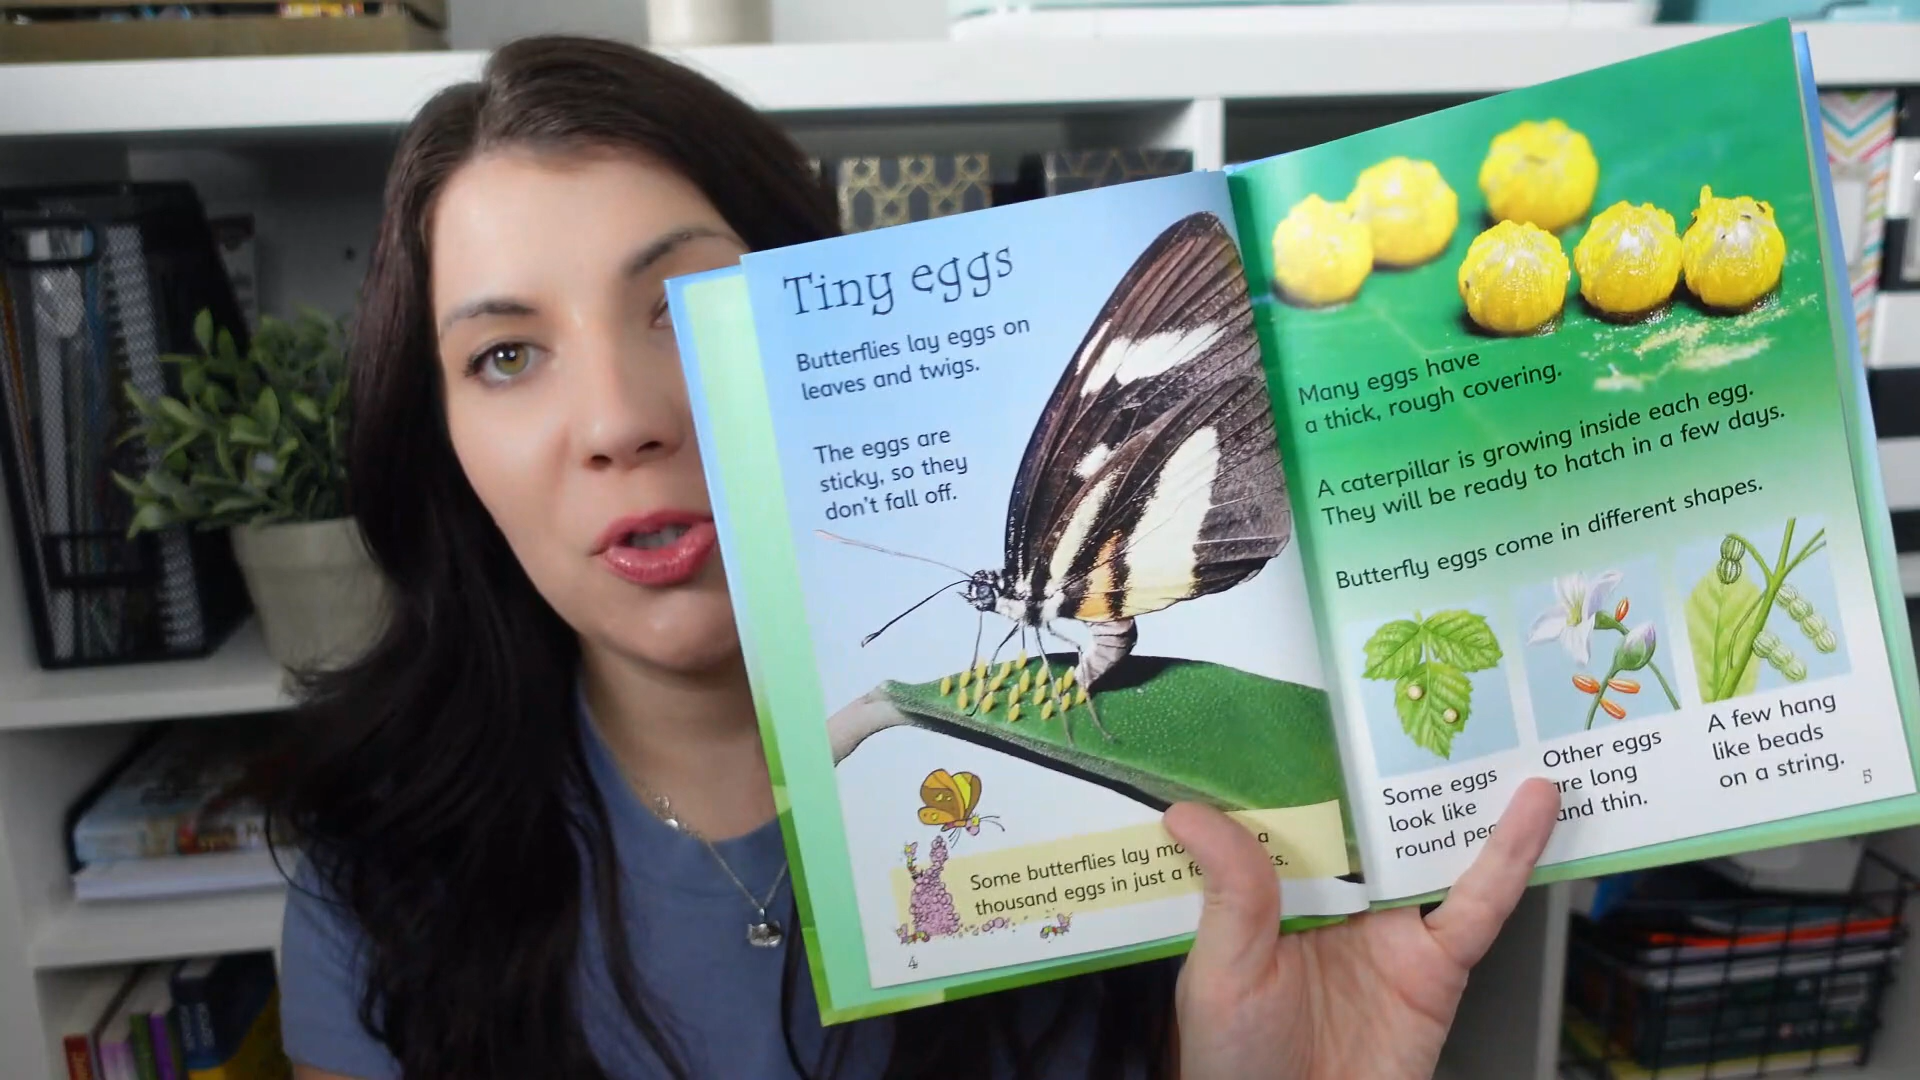 Tiny eggs
Butterflies lay eggs on
leaves and twigs.
The eggs are
sticky, so they
don't fall off.
Some butterflies lay a
thousand eggs in just a
4
Many eggs have
a thick, rough covering.
A caterpillar is growing inside each egg.
They will be ready to hatch in a few days.
Butterfly eggs come in different shapes.
Some eggs
look like
round
Other eggs
are long
and thin.
A few hang
like beads
on a string.
5